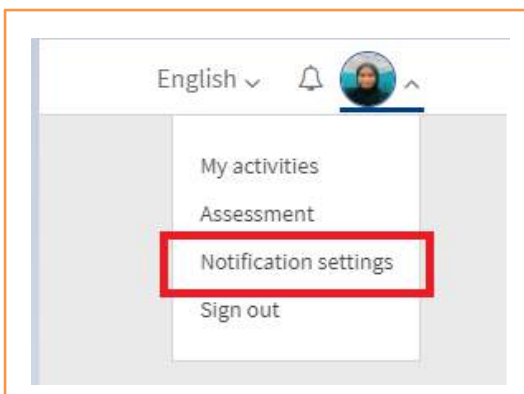 English
My activities
Assessment
Notification settings
Sign out